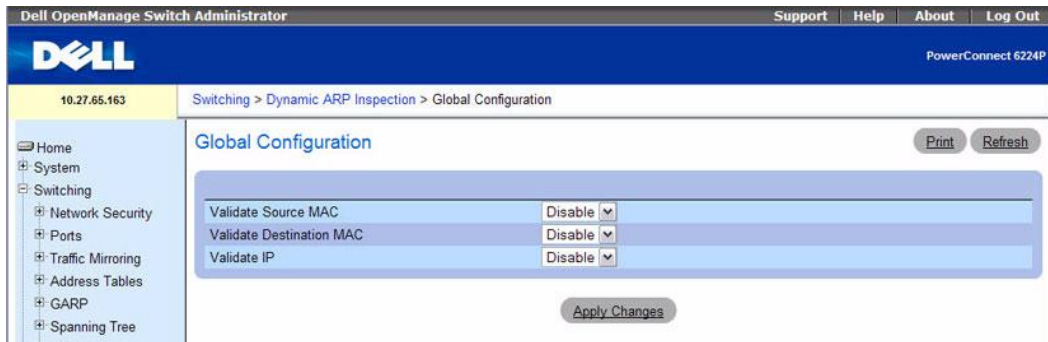 Dell OpenManage Switch Administrator
Support Help About Log Out
DELL
PowerConnect 6224P
10.27.65.163
Switching > Dynamic ARP Inspection > Global Configuration
Home
System
Switching
Network Security
Ports
Traffic Mirroring
Address Tables
GARP
Spanning Tree
Global Configuration
Print Refresh
Validate Source MAC Disable
Validate Destination MAC Disable
Validate IP Disable
Apply Changes